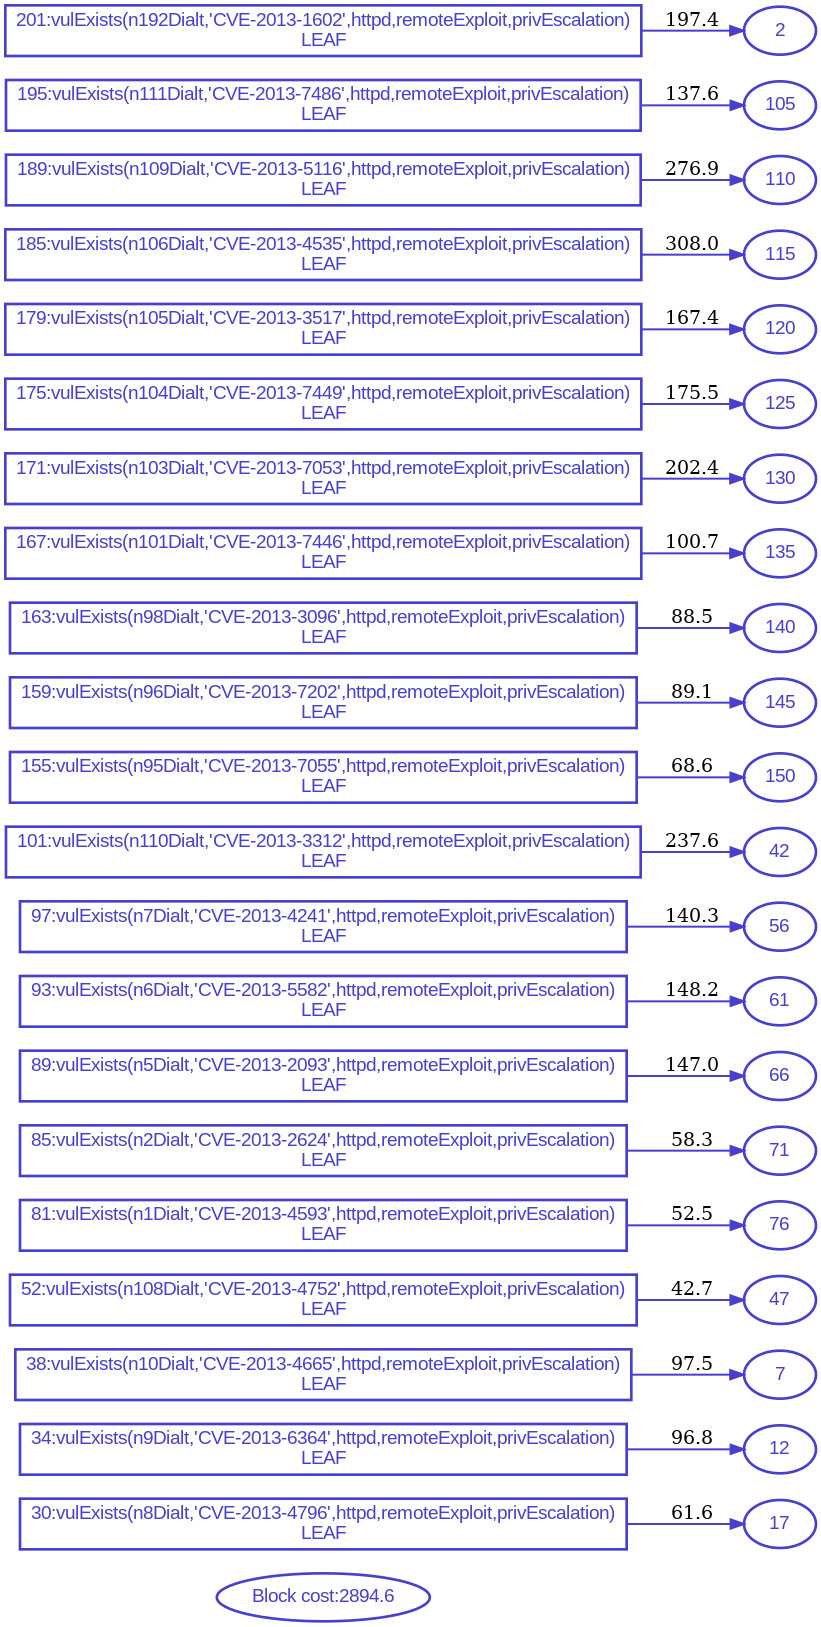 201:vulExists(n192Dialt,'CVE-2013-1602',httpd,remoteExploit,privEscalation)
LEAF
197.4
2
195:vulExists(n111Dialt,'CVE-2013-7486',httpd,remoteExploit,privEscalation)
LEAF
137.6
105
189:vulExists(n109Dialt,'CVE-2013-5116',httpd,remoteExploit,privEscalation)
LEAF
276.9
110
185:vulExists(n106Dialt,'CVE-2013-4535',httpd,remoteExploit,privEscalation)
LEAF
308.0
115
179:vulExists(n105Dialt,'CVE-2013-3517',httpd,remoteExploit,privEscalation)
LEAF
167.4
120
175:vulExists(n104Dialt,'CVE-2013-7449',httpd,remoteExploit,privEscalation)
LEAF
175.5
125
171:vulExists(n103Dialt,'CVE-2013-7053',httpd,remoteExploit,privEscalation)
LEAF
202.4
130
167:vulExists(n101Dialt,'CVE-2013-7446',httpd,remoteExploit,privEscalation)
LEAF
100.7
135
163:vulExists(n98Dialt,'CVE-2013-3096',httpd,remoteExploit,privEscalation)
LEAF
88.5
140
159:vulExists(n96Dialt,'CVE-2013-7202',httpd,remoteExploit,privEscalation)
LEAF
89.1
145
155:vulExists(n95Dialt,'CVE-2013-7055',httpd,remoteExploit,privEscalation)
LEAF
68.6
150
101:vulExists(n110Dialt,'CVE-2013-3312',httpd,remoteExploit,privEscalation)
LEAF
237.6
42
97:vulExists(n7Dialt,'CVE-2013-4241',httpd,remoteExploit,privEscalation)
LEAF
140.3
56
93:vulExists(n6Dialt,'CVE-2013-5582',httpd,remoteExploit,privEscalation)
LEAF
148.2
61
89:vulExists(n5Dialt,'CVE-2013-2093',httpd,remoteExploit,privEscalation)
LEAF
147.0
66
85:vulExists(n2Dialt,'CVE-2013-2624',httpd,remoteExploit,privEscalation)
LEAF
58.3
71
81:vulExists(n1Dialt,'CVE-2013-4593',httpd,remoteExploit,privEscalation)
LEAF
52.5
76
52:vulExists(n108Dialt,'CVE-2013-4752',httpd,remoteExploit,privEscalation)
LEAF
42.7
47
38:vulExists(n10Dialt,'CVE-2013-4665',httpd,remoteExploit,privEscalation)
LEAF
97.5
7
34:vulExists(n9Dialt,'CVE-2013-6364',httpd,remoteExploit,privEscalation)
LEAF
96.8
12
30:vulExists(n8Dialt,'CVE-2013-4796',httpd,remoteExploit,privEscalation)
LEAF
61.6
17
Block cost:2894.6